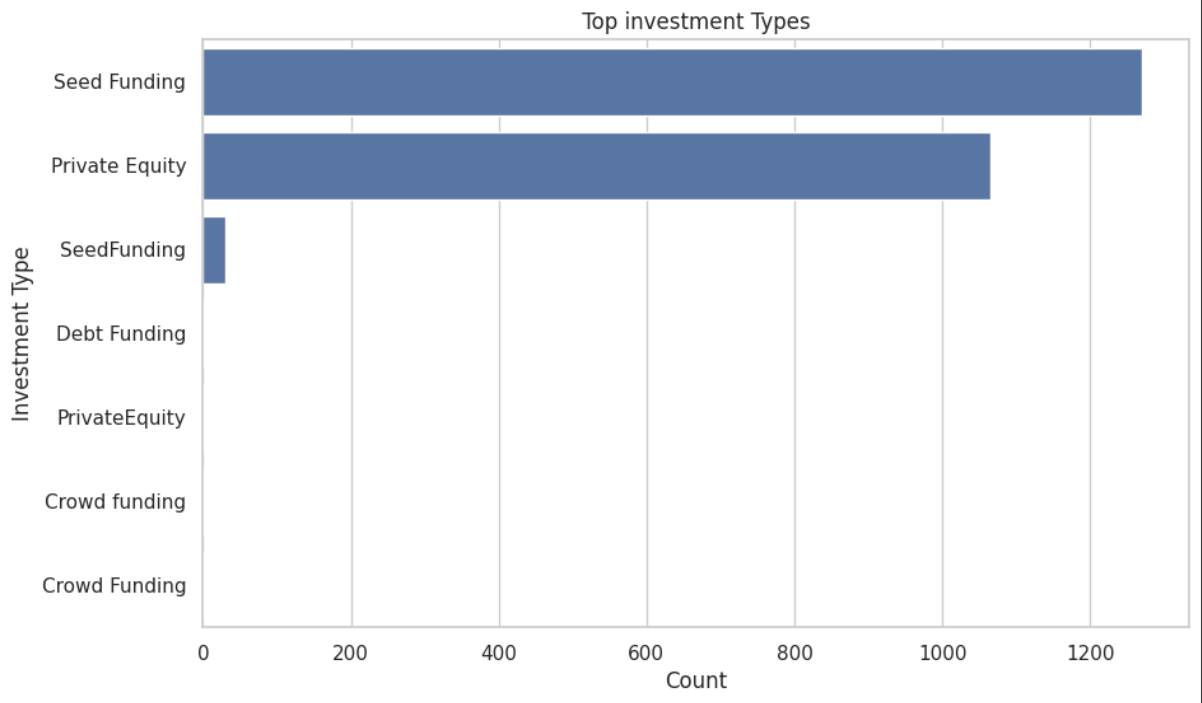 Top investment Types
Seed Funding
Private Equity
SeedFunding
Debt Funding
PrivateEquity
Crowd funding
Crowd Funding
Investment Type
0 200 400 600 800 1000 1200
Count